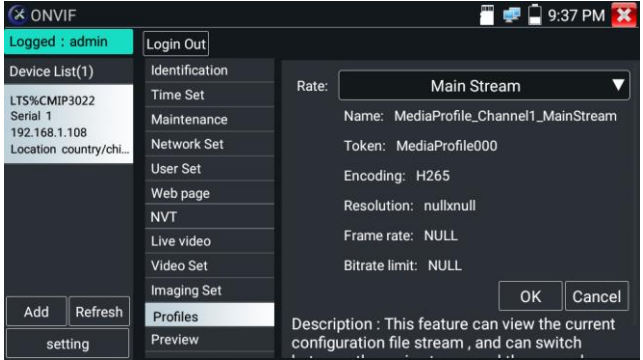 ONVIF
9:37 PM
Logged : admin
Login Out
Device List(1)
LTS%CMIP3022
Serial 1
192.168.1.108
Location country/chi...
Add
Refresh
setting
Identification
Time Set
Maintenance
Network Set
User Set
Web page
NVT
Live video
Video Set
Imaging Set
Profiles
Preview
Rate: Main Stream
Name: MediaProfile_Channel1_MainStream
Token: MediaProfile000
Encoding: H265
Resolution: nullxnull
Frame rate: NULL
Bitrate limit: NULL
OK
Cancel
Description : This feature can view the current
configuration file stream , and can switch